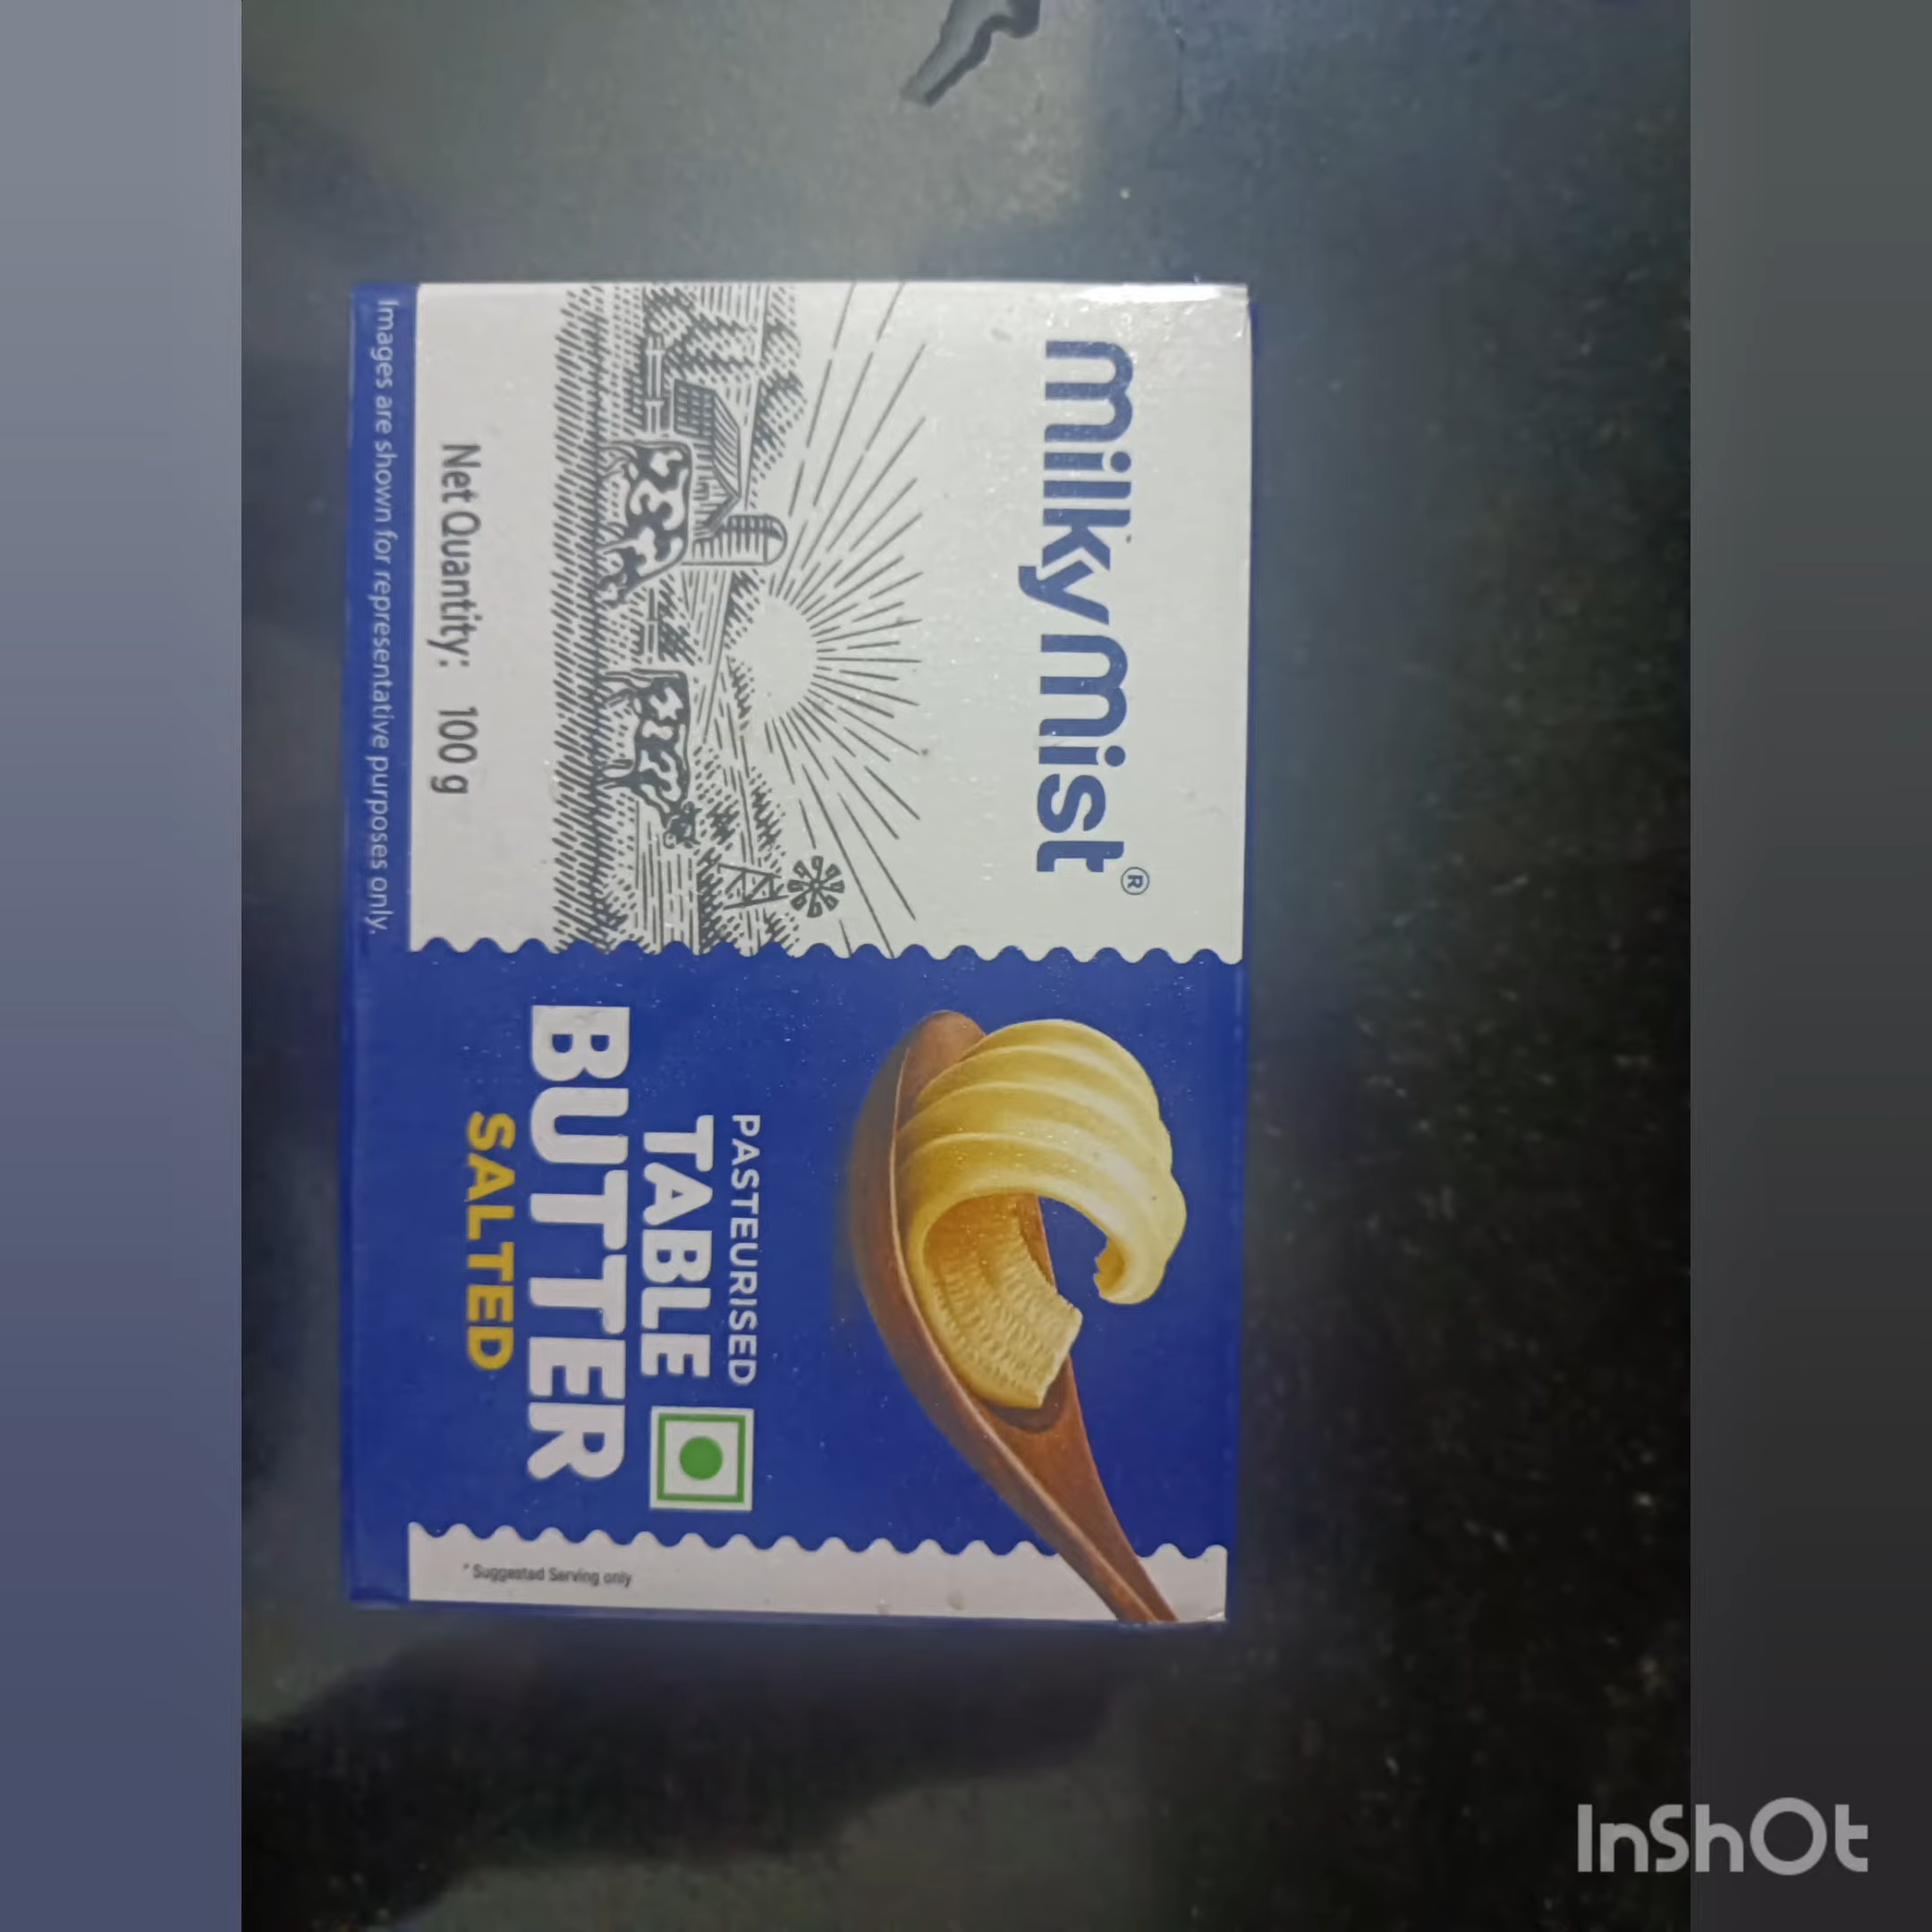 milkymist®
Net Quantity: 100 g
Images are shown for representative purposes only.
PASTEURISED
TABLE
BUTTER
SALTED
* Suggested Serving only
InShOt